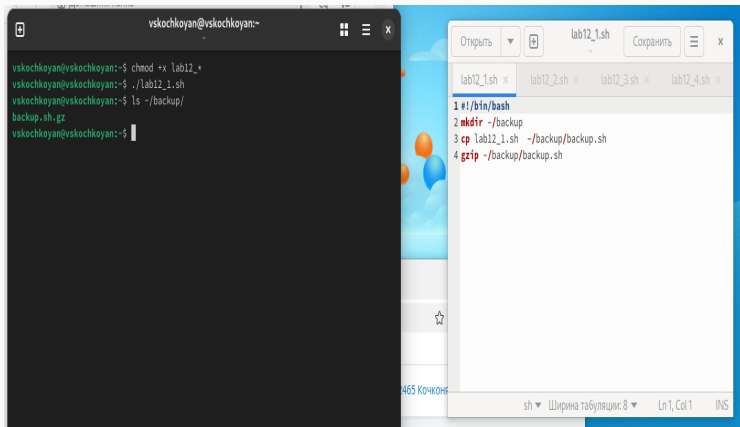 vskochkoyan@vskochkoyan:~
vskochkoyan@vskochkoyan:~$ chmod +x lab12_*
vskochkoyan@vskochkoyan:~$ ./lab12_1.sh
vskochkoyan@vskochkoyan:~$ ls ~/backup/
backup.sh.gz
vskochkoyan@vskochkoyan:~$
2465 Кочконя
Открыть
lab12_1.sh
Сохранить
lab12_1.sh × lab12_2.sh × lab12_3.sh × lab12_4.sh ×
1 #!/bin/bash
2 mkdir ~/backup
3 cp lab12_1.sh  ~/backup/backup.sh
4 gzip ~/backup/backup.sh
sh Ширина табуляции: 8 Ln 1, Col 1 INS